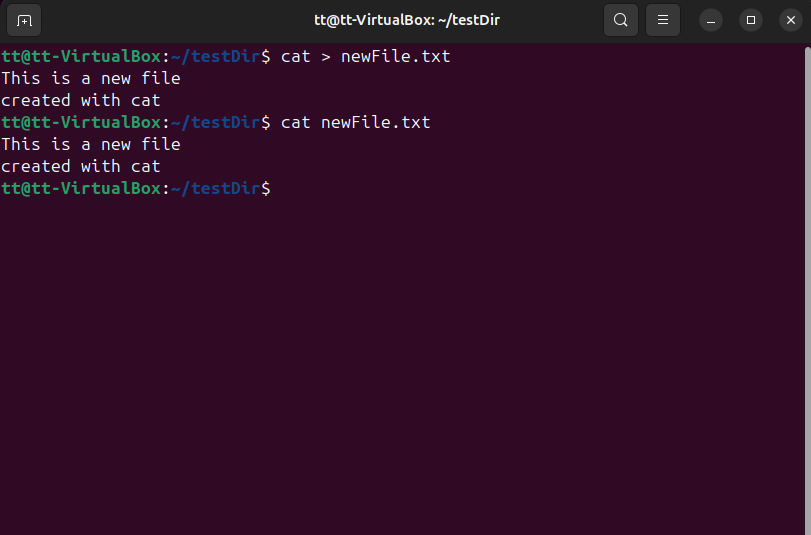 tt@tt-VirtualBox: ~/testDir
tt@tt-VirtualBox:~/testDir$ cat > newFile.txt
This is a new file
created with cat
tt@tt-VirtualBox:~/testDir$ cat newFile.txt
This is a new file
created with cat
tt@tt-VirtualBox:~/testDir$